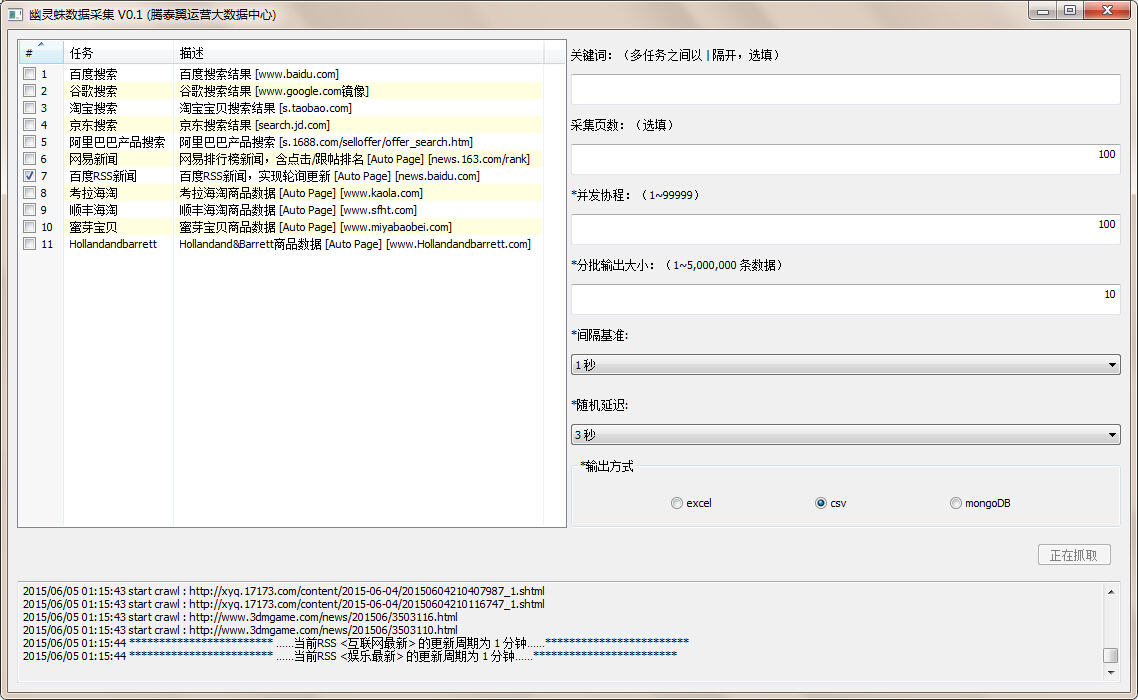 幽灵蛛数据采集 V0.1 (腾泰翼运营大数据中心)
# 任务 描述
1 百度搜索 百度搜索结果 [www.baidu.com]
2 谷歌搜索 谷歌搜索结果 [www.google.com镜像]
3 淘宝搜索 淘宝宝贝搜索结果 [s.taobao.com]
4 京东搜索 京东搜索结果 [search.jd.com]
5 阿里巴巴产品搜索 阿里巴巴产品搜索 [s.1688.com/selloffer/offer_search.htm]
6 网易新闻 网易排行榜新闻，含点击/跟帖排名 [Auto Page] [news.163.com/rank]
7 百度RSS新闻 百度RSS新闻，实现轮询更新 [Auto Page] [news.baidu.com]
8 考拉海淘 考拉海淘商品数据 [Auto Page] [www.kaola.com]
9 顺丰海淘 顺丰海淘商品数据 [Auto Page] [www.sfht.com]
10 蜜芽宝贝 蜜芽宝贝商品数据 [Auto Page] [www.miyabaobei.com]
11 Hollandandbarrett Hollandand&Barrett商品数据 [Auto Page] [www.Hollandandbarrett.com]
关键词：（多任务之间以 | 隔开，选填）
采集页数：（选填）
100
*并发协程：（1~99999）
100
*分批输出大小：（1~5,000,000 条数据）
10
*间隔基准:
1 秒
*随机延迟:
3 秒
*输出方式
excel csv mongoDB
正在抓取
2015/06/05 01:15:43 start crawl : http://xyq.17173.com/content/2015-06-04/20150604210407987_1.shtml
2015/06/05 01:15:43 start crawl : http://xyq.17173.com/content/2015-06-04/20150604210116747_1.shtml
2015/06/05 01:15:43 start crawl : http://www.3dmgame.com/news/201506/3503116.html
2015/06/05 01:15:43 start crawl : http://www.3dmgame.com/news/201506/3503110.html
2015/06/05 01:15:44 ************************ ……当前RSS <互联网最新> 的更新周期为 1 分钟……************************
2015/06/05 01:15:44 ************************ ……当前RSS <娱乐最新> 的更新周期为 1 分钟……************************